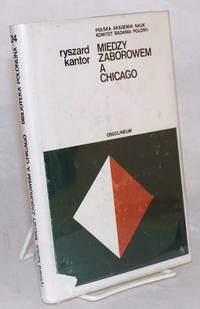 POLSKA AKADEMIA NAUK
KOMITET BADANIA POLONII
ryszard
kantor
MIĘDZY
ZABOROWEM
A
CHICAGO
OSSOLINEUM
ryszard kantor MIĘDZY ZABOROWEM A CHICAGO BIBLIOTEKA POLONIJNA